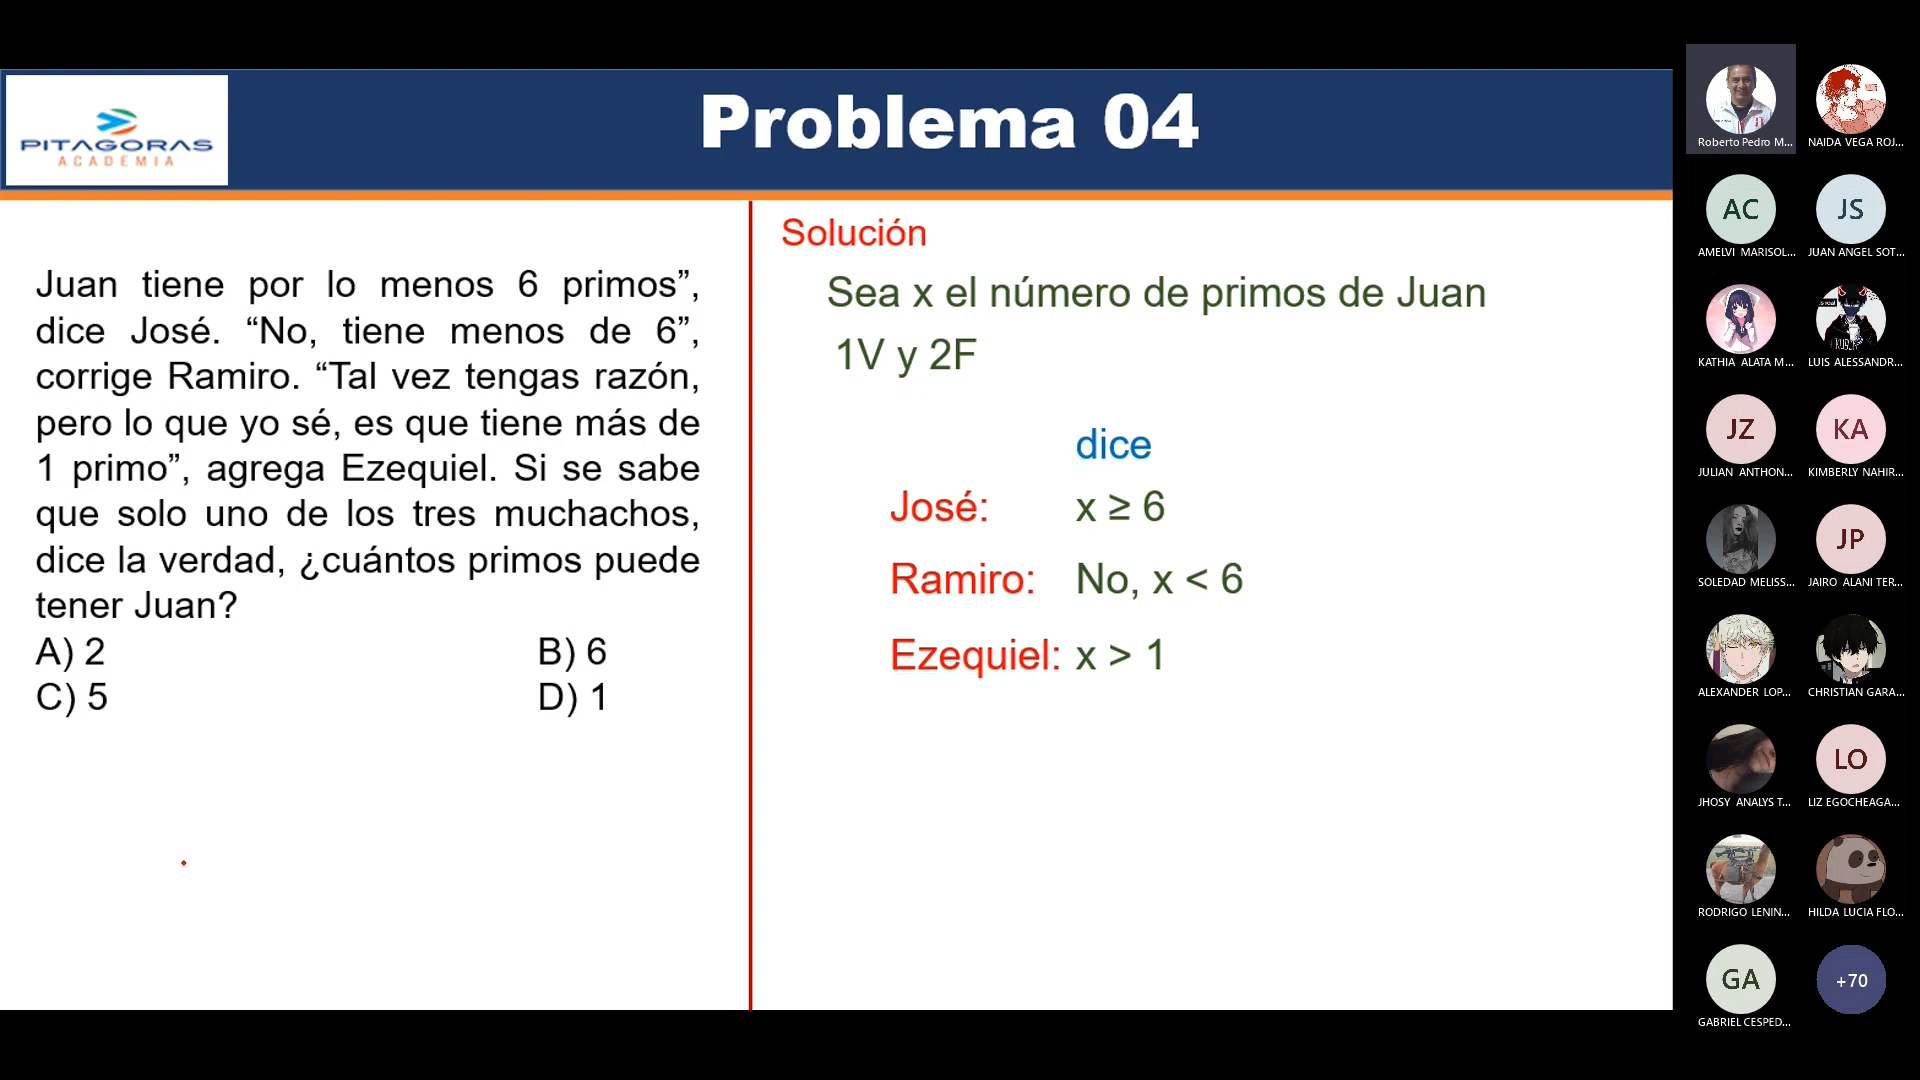 PITAGORAS
ACADEMIA
Problema 04
Juan tiene por lo menos 6 primos”,
dice José. “No, tiene menos de 6”,
corrige Ramiro. “Tal vez tengas razón,
pero lo que yo sé, es que tiene más de
1 primo”, agrega Ezequiel. Si se sabe
que solo uno de los tres muchachos,
dice la verdad, ¿cuántos primos puede
tener Juan?
A) 2 B) 6
C) 5 D) 1
Solución
Sea x el número de primos de Juan
1V y 2F
dice
José: x ≥ 6
Ramiro: No, x < 6
Ezequiel: x > 1
Roberto Pedro M...
NAIDA VEGA ROJ...
AC
AMELVI MARISOL...
JS
JUAN ANGEL SOT...
KATHIA ALATA M...
LUIS ALESSANDR...
JZ
JULIAN ANTHON...
KA
KIMBERLY NAHIR...
SOLEDAD MELISS...
JP
JAIRO ALANI TER...
ALEXANDER LOP...
CHRISTIAN GARA...
JHOSY ANALYS T...
LO
LIZ EGOCHEAGA...
RODRIGO LENIN...
HILDA LUCIA FLO...
GA
GABRIEL CESPED...
+70